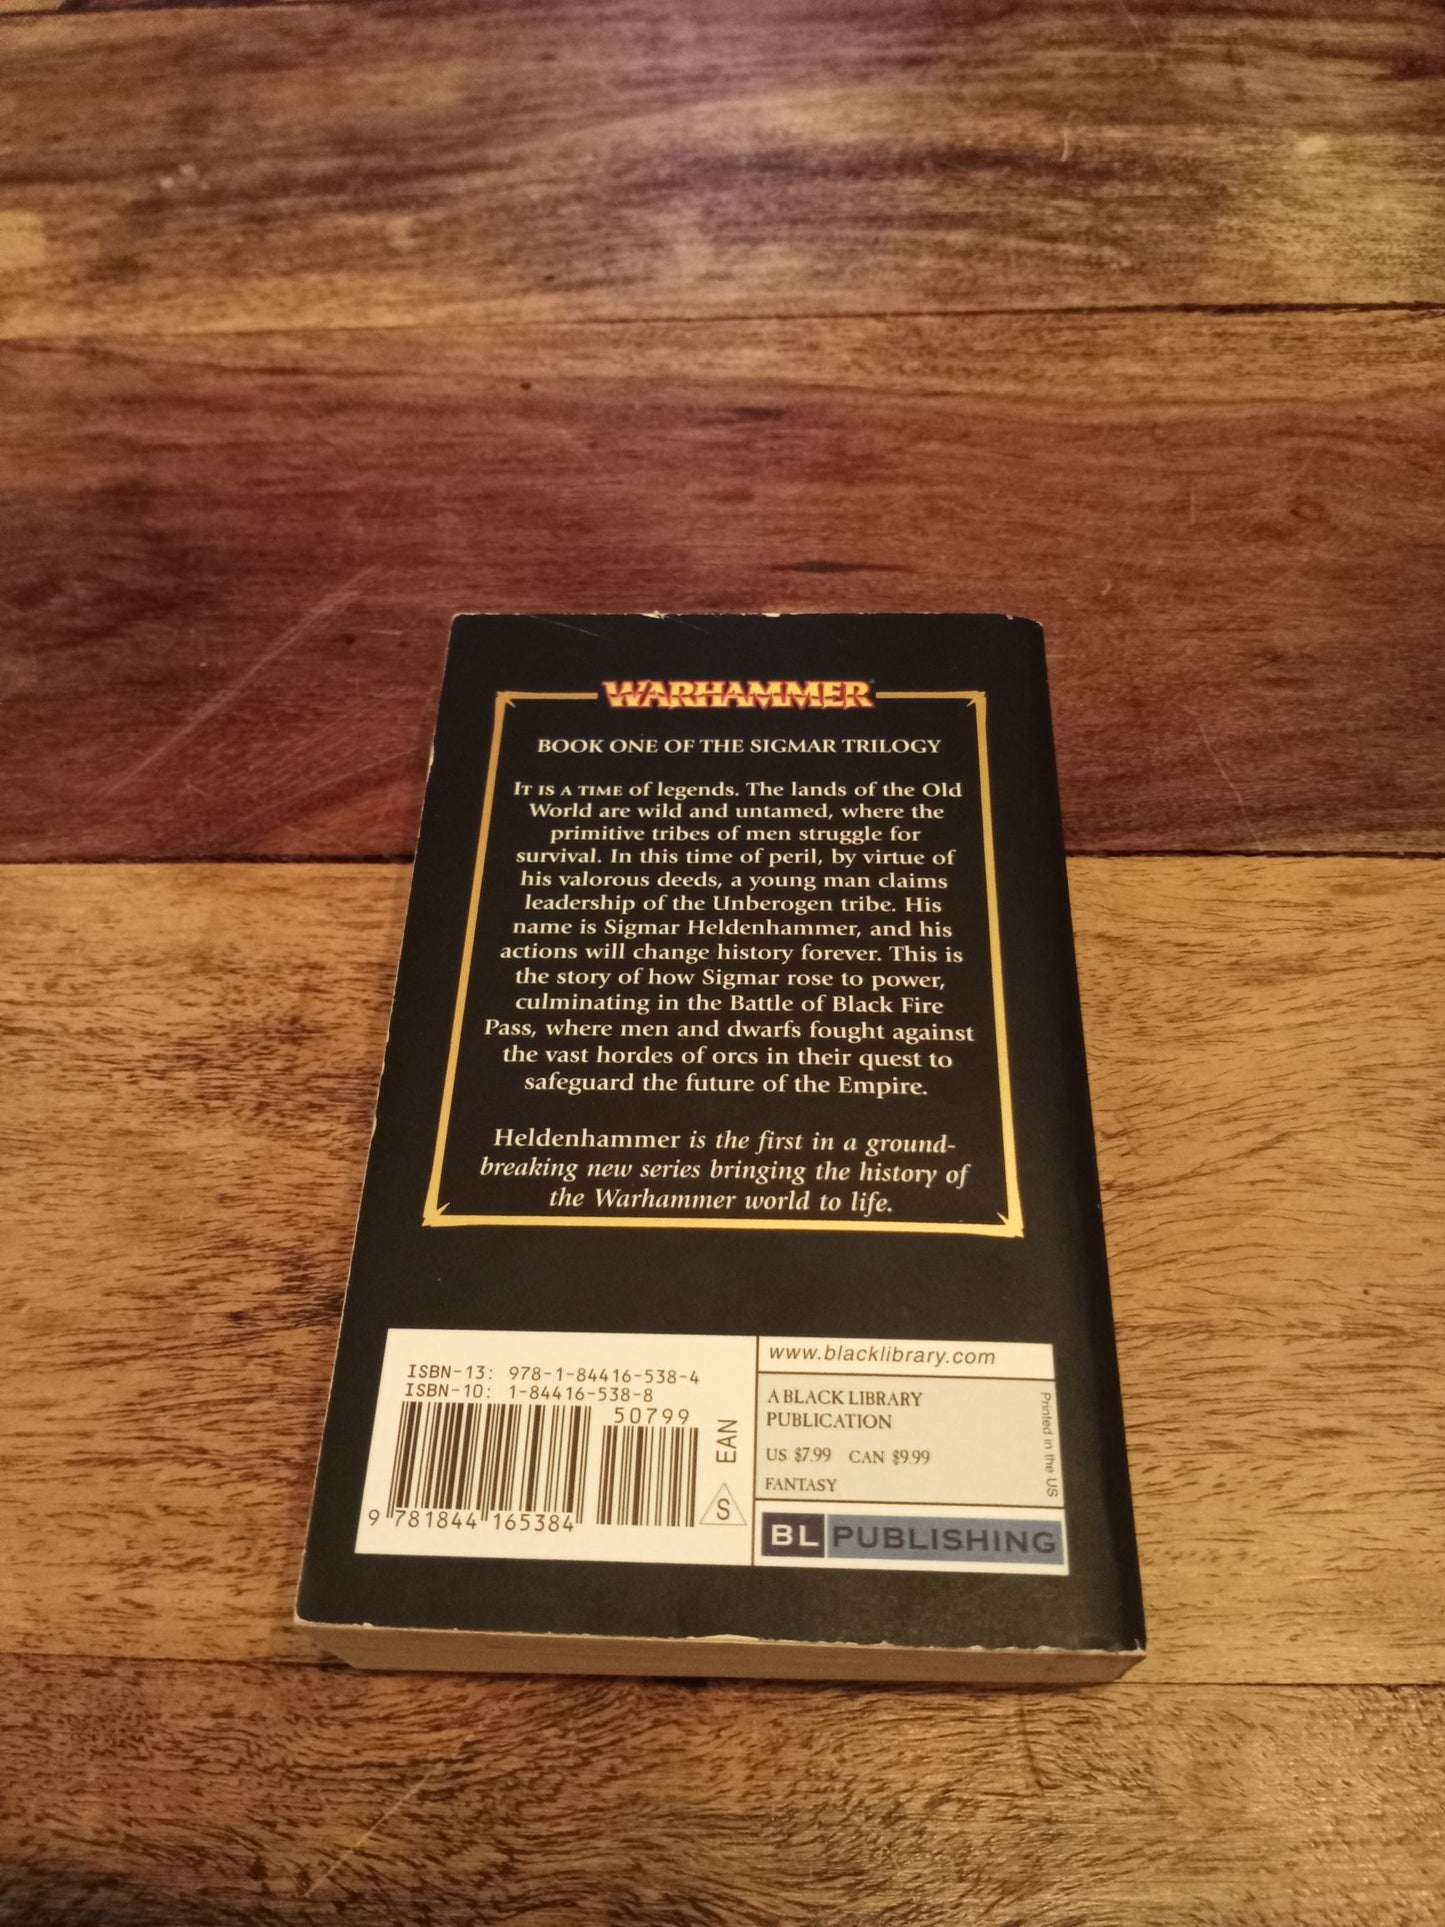 WARHAMMER
BOOK ONE OF THE SIGMAR TRILOGY
IT IS A TIME of legends. The lands of the Old
World are wild and untamed, where the
primitive tribes of men struggle for
survival. In this time of peril, by virtue of
his valorous deeds, a young man claims
leadership of the Unberogen tribe. His
name is Sigmar Heldenhammer, and his
actions will change history forever. This is
the story of how Sigmar rose to power,
culminating in the Battle of Black Fire
Pass, where men and dwarfs fought against
the vast hordes of orcs in their quest to
safeguard the future of the Empire.
Heldenhammer is the first in a ground-
breaking new series bringing the history of
the Warhammer world to life.
ISBN-13: 978-1-84416-538-4
ISBN-10: 1-84416-538-8
50799
EAN
S
9 781844 165384
www.blacklibrary.com
A BLACK LIBRARY
PUBLICATION
US $7.99 CAN $9.99
FANTASY
Printed in the US
BL PUBLISHING